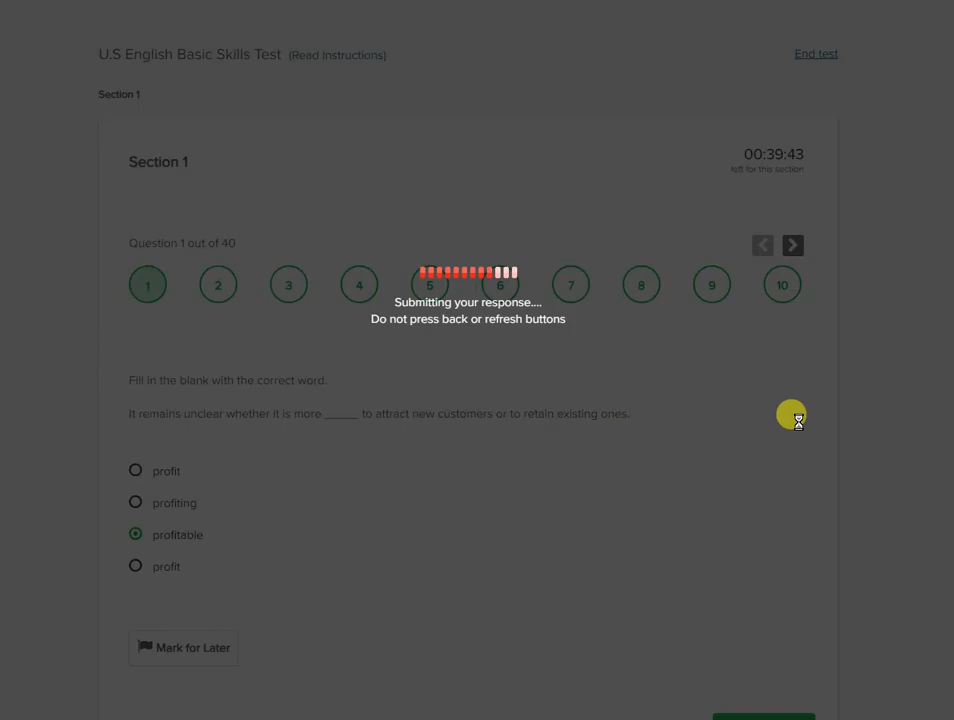 U.S English Basic Skills Test (Read Instructions) End test
Section 1
Section 1 00:39:43
left for this section
Question 1 out of 40
1 2 3 4 5 6 7 8 9 10
Submitting your response....
Do not press back or refresh buttons
Fill in the blank with the correct word.
It remains unclear whether it is more _____ to attract new customers or to retain existing ones.
profit
profiting
profitable
profit
Mark for Later